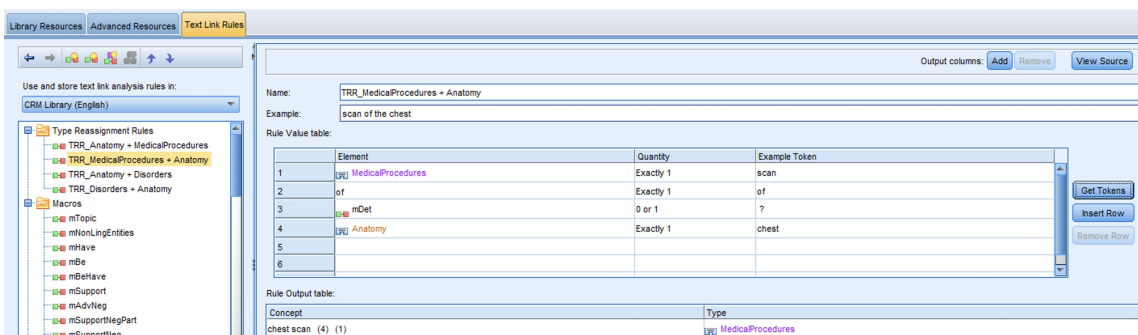 Library Resources Advanced Resources Text Link Rules
Output columns: Add Remove View Source
Use and store text link analysis rules in:
CRM Library (English)
Type Reassignment Rules
TRR_Anatomy + MedicalProcedures
TRR_MedicalProcedures + Anatomy
TRR_Anatomy + Disorders
TRR_Disorders + Anatomy
Macros
mTopic
mNonLingEntities
mHave
mBe
mBeHave
mSupport
mAdvNeg
mSupportNegPart
mSupportNeg
Name: TRR_MedicalProcedures + Anatomy
Example: scan of the chest
Rule Value table:
Element Quantity Example Token
1 MedicalProcedures Exactly 1 scan
2 of Exactly 1 of
3 mDet 0 or 1 ?
4 Anatomy Exactly 1 chest
5
6
Get Tokens
Insert Row
Remove Row
Rule Output table:
Concept Type
chest scan (4) (1) MedicalProcedures